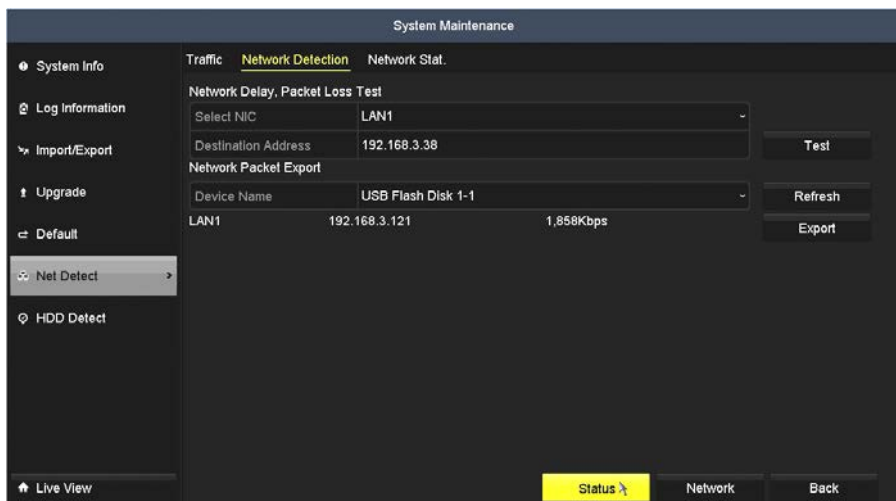 System Maintenance
System Info
Log Information
Import/Export
Upgrade
Default
Net Detect
HDD Detect
Live View
Traffic Network Detection Network Stat.
Network Delay, Packet Loss Test
Select NIC LAN1
Destination Address 192.168.3.38 Test
Network Packet Export
Device Name USB Flash Disk 1-1 Refresh
LAN1 192.168.3.121 1,858Kbps Export
Status Network Back